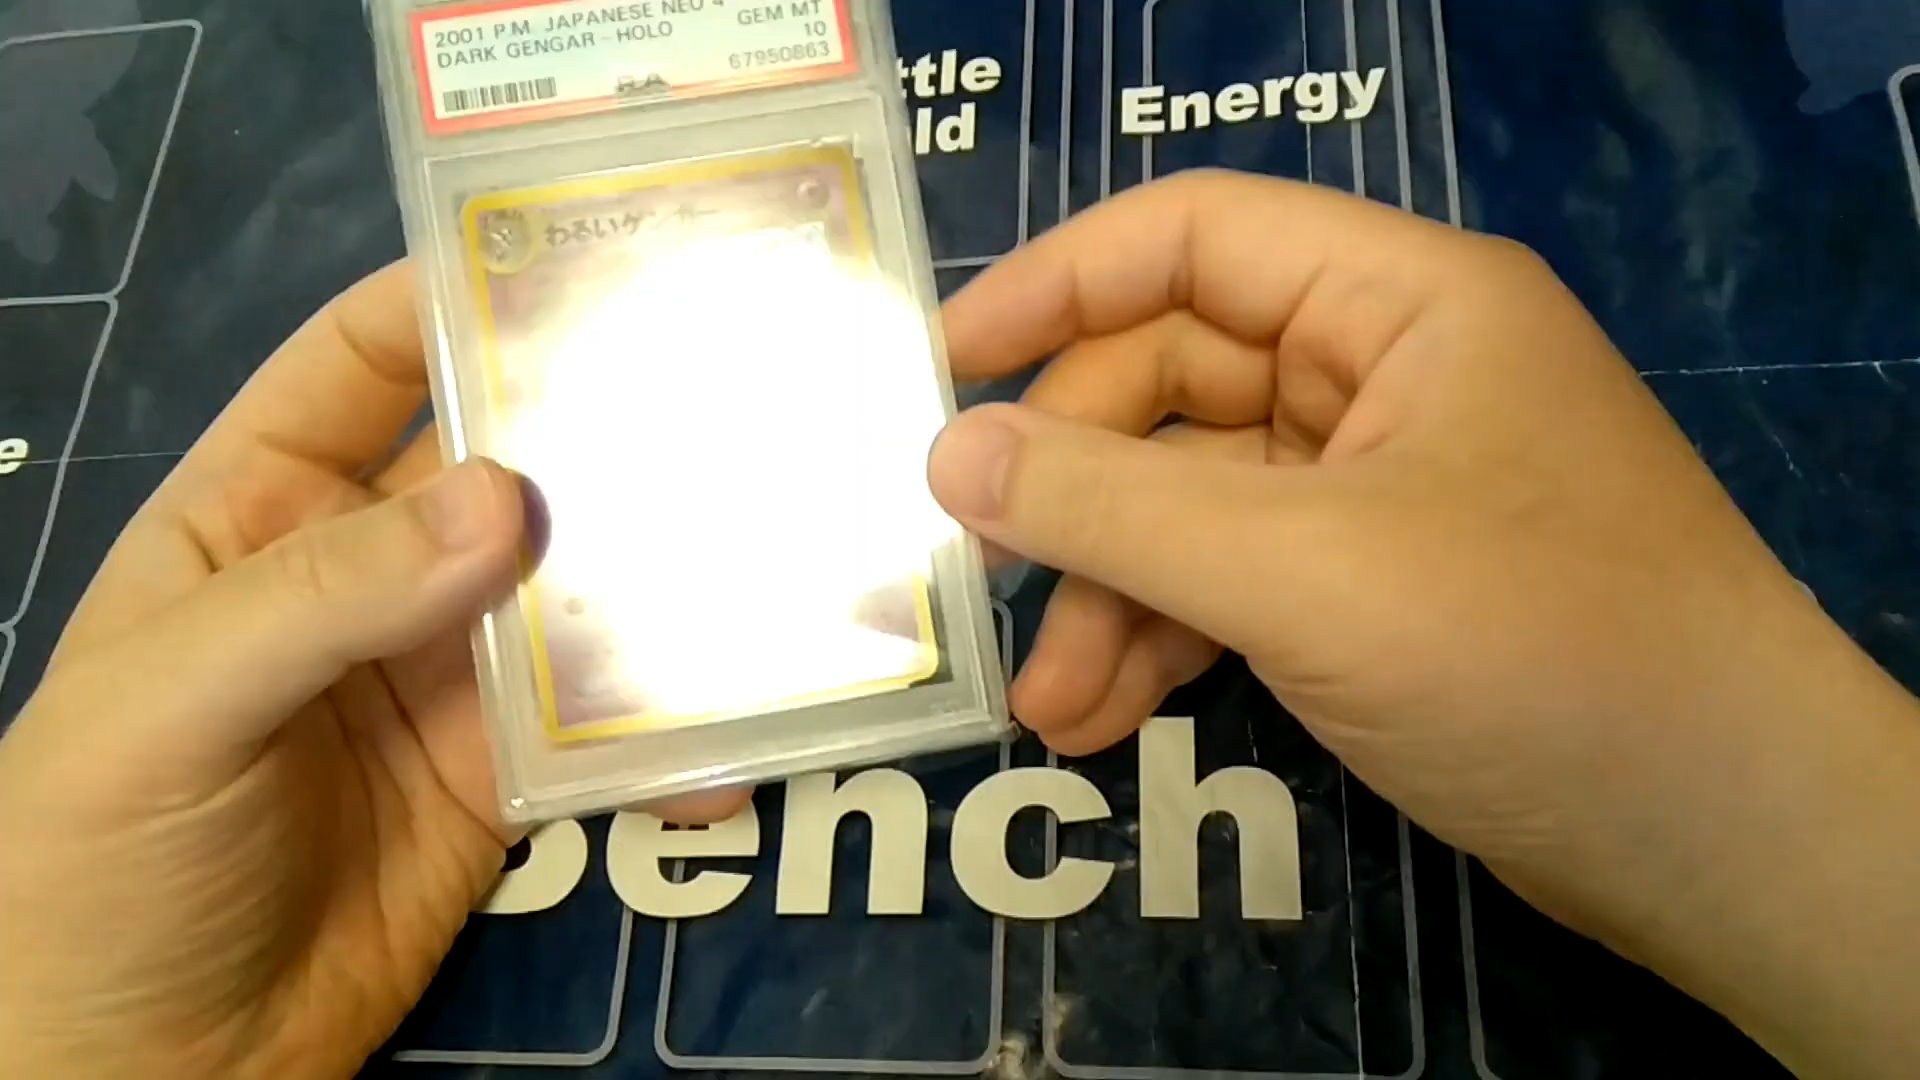 2001 P.M. JAPANESE NEO 4
DARK GENGAR - HOLO
GEM MT
10
67950863
わるいゲンガー
ttle
ld
Energy
e
Bench